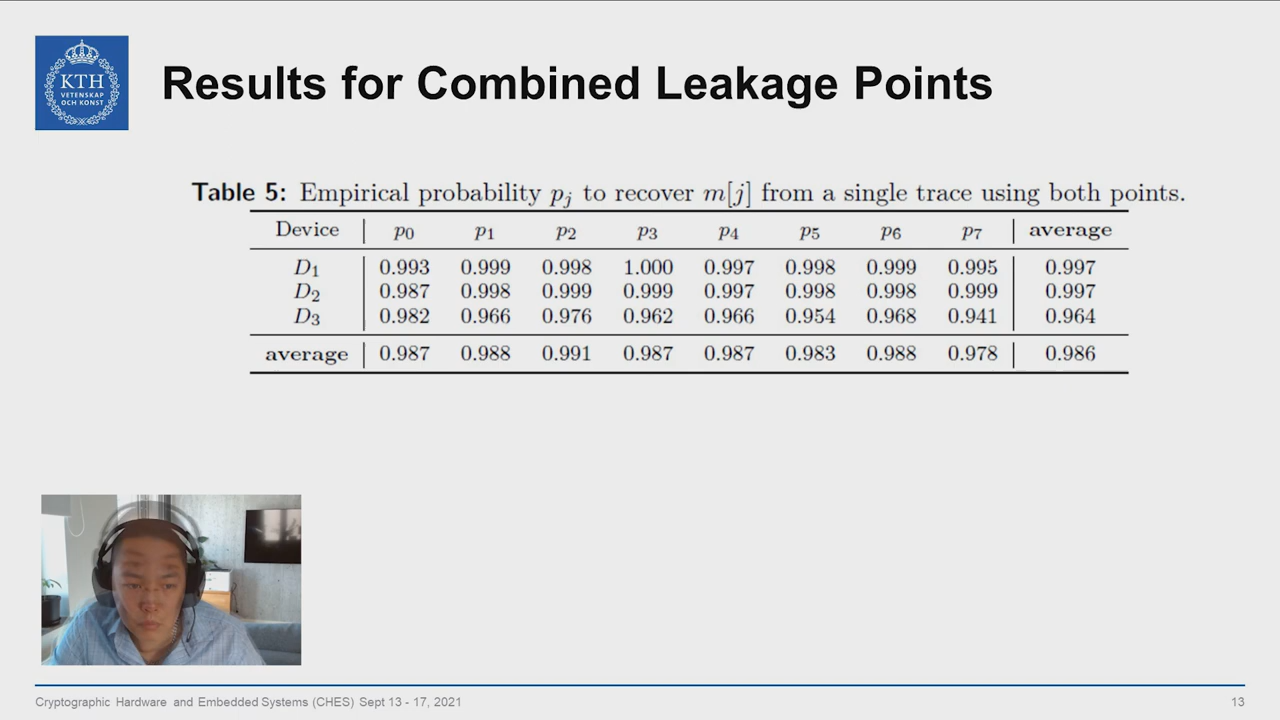 KTH
VETENSKAP
OCH KONST
Results for Combined Leakage Points
Table 5: Empirical probability pj to recover m[j] from a single trace using both points.
Device p0 p1 p2 p3 p4 p5 p6 p7 average
D1 0.993 0.999 0.998 1.000 0.997 0.998 0.999 0.995 0.997
D2 0.987 0.998 0.999 0.999 0.997 0.998 0.998 0.999 0.997
D3 0.982 0.966 0.976 0.962 0.966 0.954 0.968 0.941 0.964
average 0.987 0.988 0.991 0.987 0.987 0.983 0.988 0.978 0.986
Cryptographic Hardware and Embedded Systems (CHES) Sept 13 - 17, 2021
13